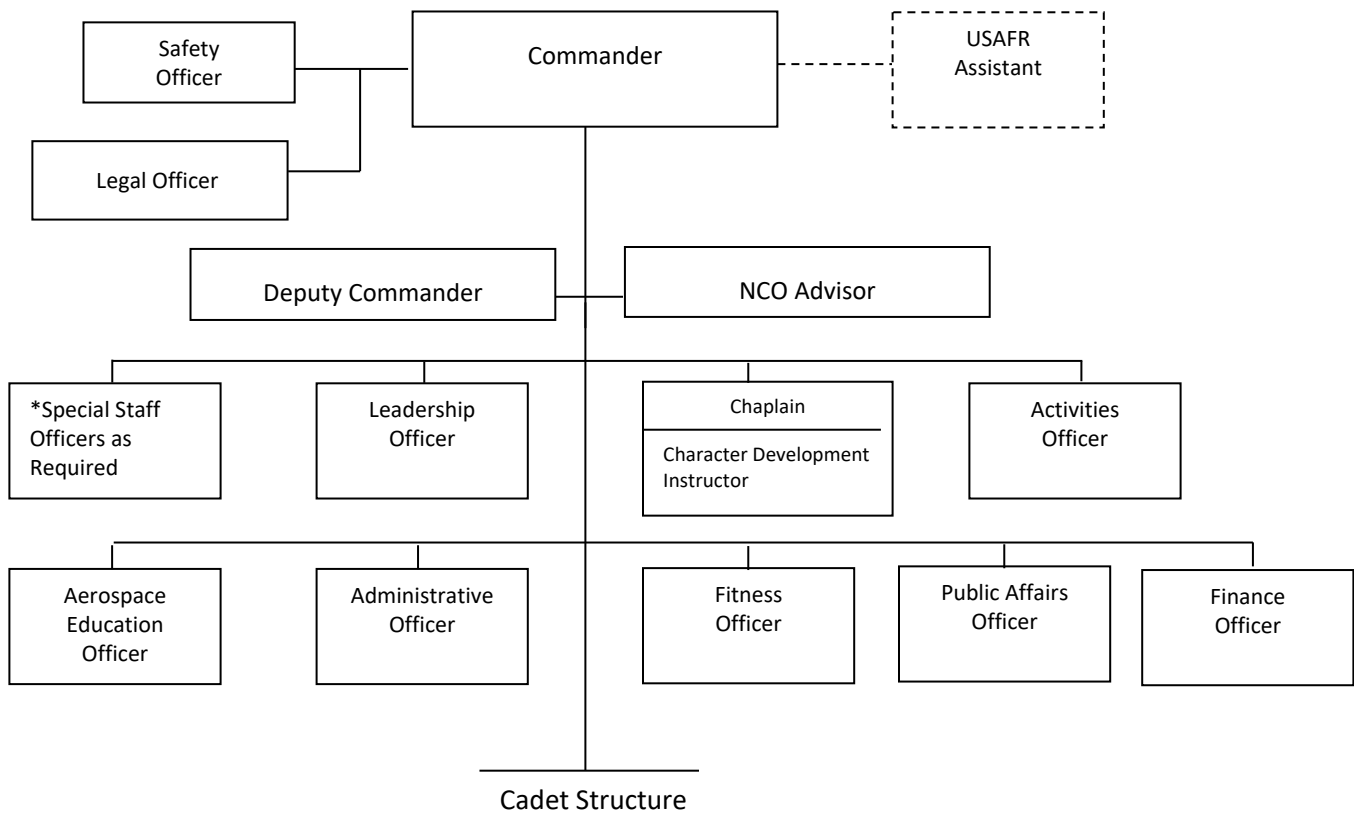 Safety
Officer
Commander
USAFR
Assistant
Legal Officer
Deputy Commander
NCO Advisor
*Special Staff
Officers as
Required
Leadership
Officer
Chaplain
Character Development
Instructor
Activities
Officer
Aerospace
Education
Officer
Administrative
Officer
Fitness
Officer
Public Affairs
Officer
Finance
Officer
Cadet Structure